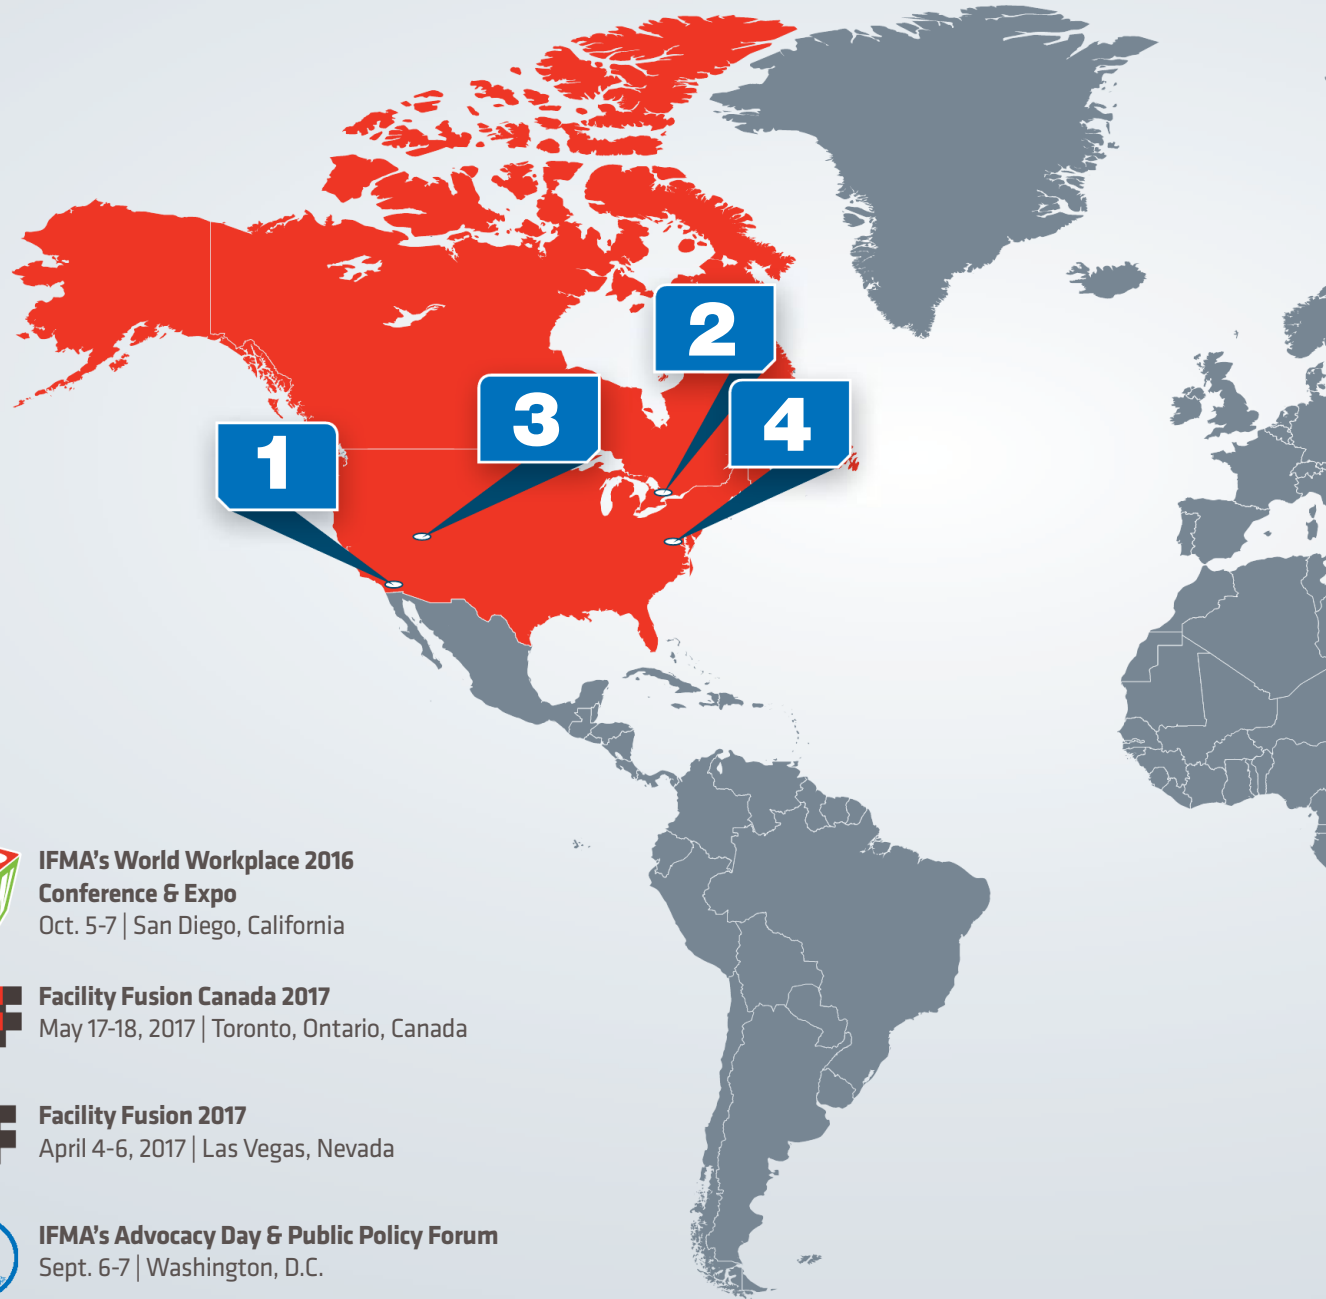 2
3
4
1
IFMA's World Workplace 2016
Conference & Expo
Oct. 5-7 | San Diego, California
Facility Fusion Canada 2017
May 17-18, 2017 | Toronto, Ontario, Canada
Facility Fusion 2017
April 4-6, 2017 | Las Vegas, Nevada
IFMA's Advocacy Day & Public Policy Forum
Sept. 6-7 | Washington, D.C.